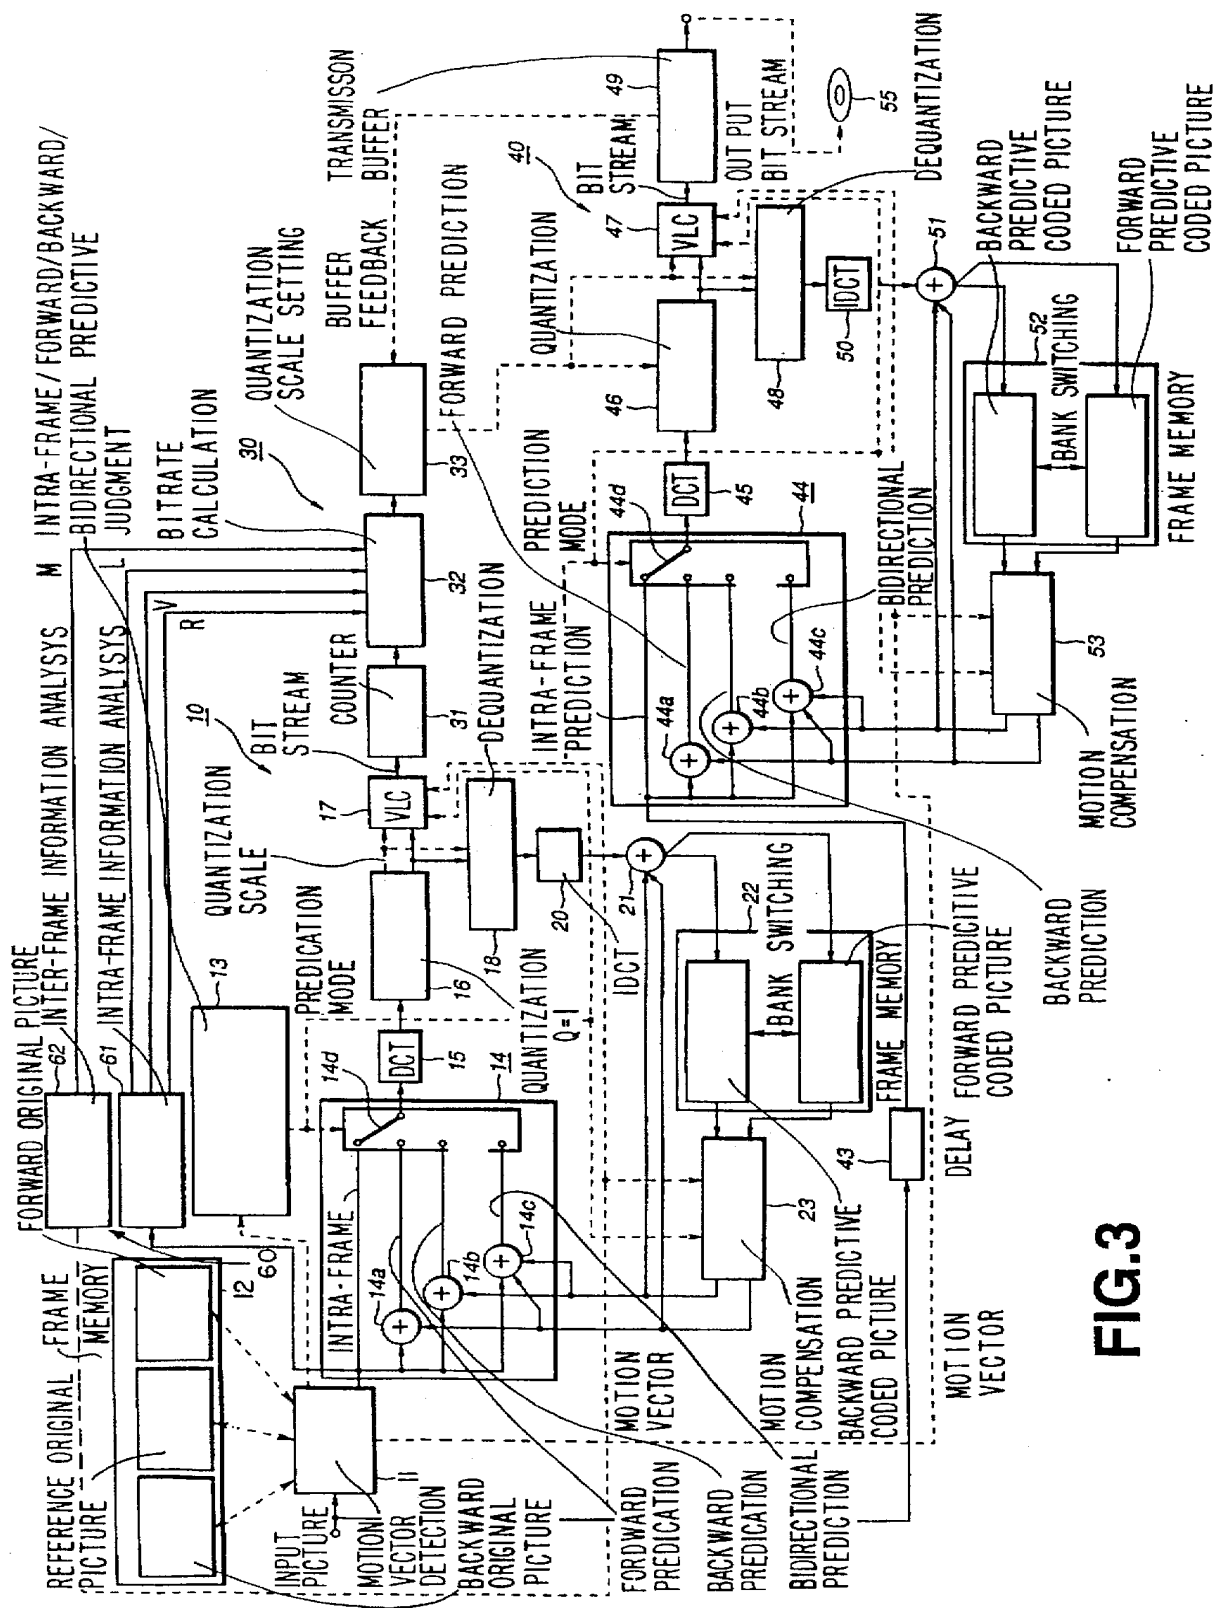 M INTRA-FRAME/FORWARD/BACKWARD/
BIDIRECTIONAL PREDICTIVE
JUDGMENT
FORWARD ORIGINAL PICTURE
62
INTER-FRAME INFORMATION ANALYSIS
61
INTRA-FRAME INFORMATION ANALYSIS
L
V
R
BITRATE
CALCULATION
30
QUANTIZATION
SCALE SETTING
BUFFER
FEEDBACK
TRANSMISSON
BUFFER
REFERENCE ORIGINAL
PICTURE
FRAME
MEMORY
12
60
13
10
COUNTER
31
32
33
FORWARD PREDICTION
QUANTIZATION
SCALE
17
VLC
BIT
STREAM
DEQUANTIZATION
PREDICATION
MODE
16
18
20
IDCT
QUANTIZATION
Q=1
DCT
15
14
14d
INTRA-FRAME
14a
14b
14c
INPUT
PICTURE
11
MOTION
VECTOR
DETECTION
BACKWARD
ORIGINAL
PICTURE
40
QUANTIZATION
46
47
VLC
BIT
STREAM
49
OUTPUT
BIT STREAM
55
DEQUANTIZATION
48
50
IDCT
51
PREDICTION
MODE
DCT
45
44
44d
INTRA-FRAME
PREDICTION
44a
44b
44c
BIDIRECTIONAL
PREDICTION
21
22
BANK SWITCHING
FRAME MEMORY
FORWARD PREDICITIVE
CODED PICTURE
BACKWARD
PREDICTION
23
43
DELAY
MOTION
VECTOR
MOTION
COMPENSATION
BACKWARD PREDICTIVE
CODED PICTURE
MOTION
VECTOR
FORDWARD
PREDICATION
BACKWARD
PREDICATION
BIDIRECTIONAL
PREDICTION
52
BANK SWITCHING
FRAME MEMORY
BACKWARD
PREDICTIVE
CODED PICTURE
FORWARD
PREDICTIVE
CODED PICTURE
53
MOTION
COMPENSATION
FIG.3